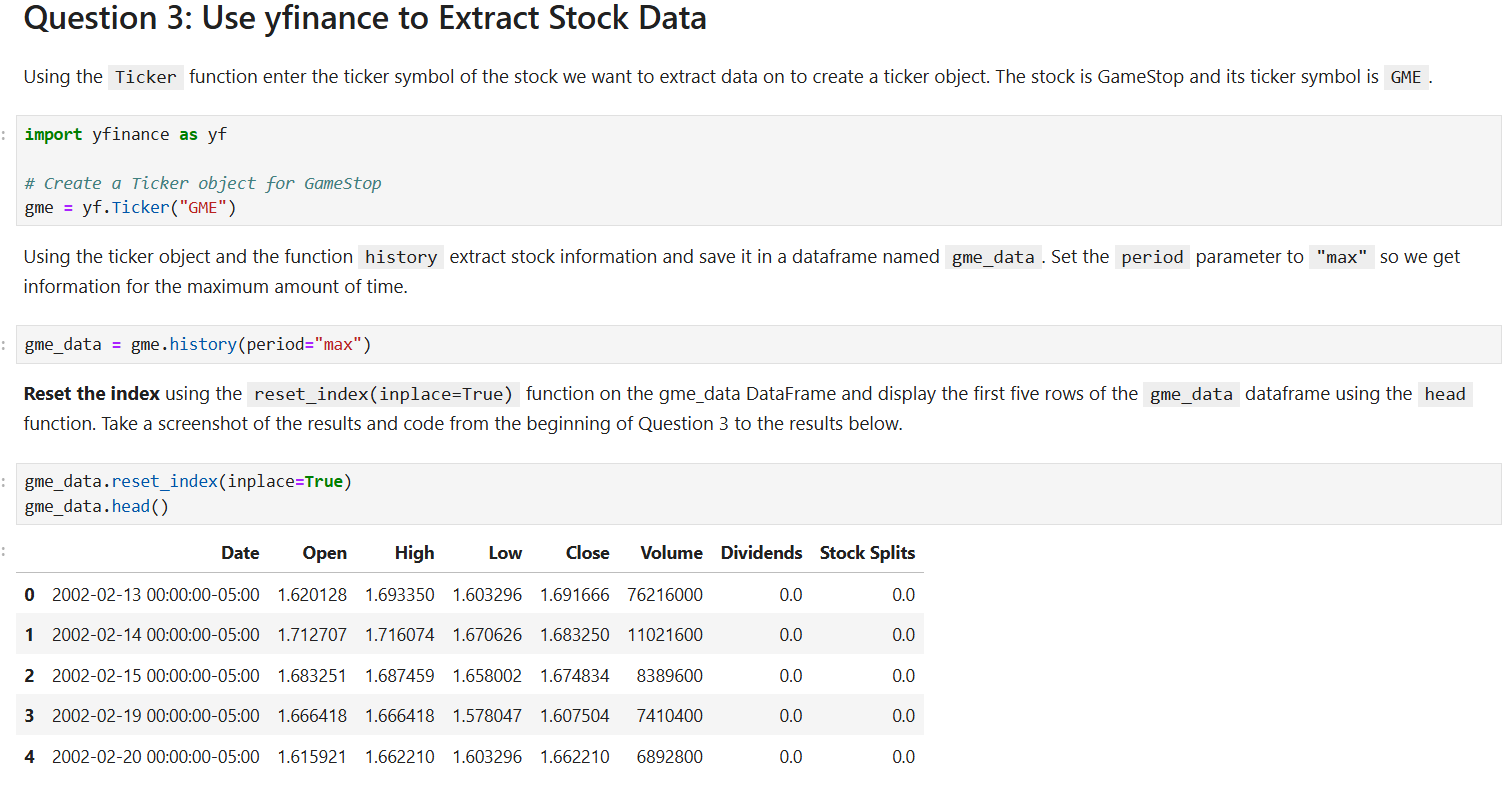 Question 3: Use yfinance to Extract Stock Data
Using the Ticker function enter the ticker symbol of the stock we want to extract data on to create a ticker object. The stock is GameStop and its ticker symbol is GME .
: import yfinance as yf
# Create a Ticker object for GameStop
gme = yf.Ticker("GME")
Using the ticker object and the function history extract stock information and save it in a dataframe named gme_data . Set the period parameter to "max" so we get
information for the maximum amount of time.
: gme_data = gme.history(period="max")
Reset the index using the reset_index(inplace=True) function on the gme_data DataFrame and display the first five rows of the gme_data dataframe using the head
function. Take a screenshot of the results and code from the beginning of Question 3 to the results below.
: gme_data.reset_index(inplace=True)
gme_data.head()
: Date Open High Low Close Volume Dividends Stock Splits
0 2002-02-13 00:00:00-05:00 1.620128 1.693350 1.603296 1.691666 76216000 0.0 0.0
1 2002-02-14 00:00:00-05:00 1.712707 1.716074 1.670626 1.683250 11021600 0.0 0.0
2 2002-02-15 00:00:00-05:00 1.683251 1.687459 1.658002 1.674834 8389600 0.0 0.0
3 2002-02-19 00:00:00-05:00 1.666418 1.666418 1.578047 1.607504 7410400 0.0 0.0
4 2002-02-20 00:00:00-05:00 1.615921 1.662210 1.603296 1.662210 6892800 0.0 0.0